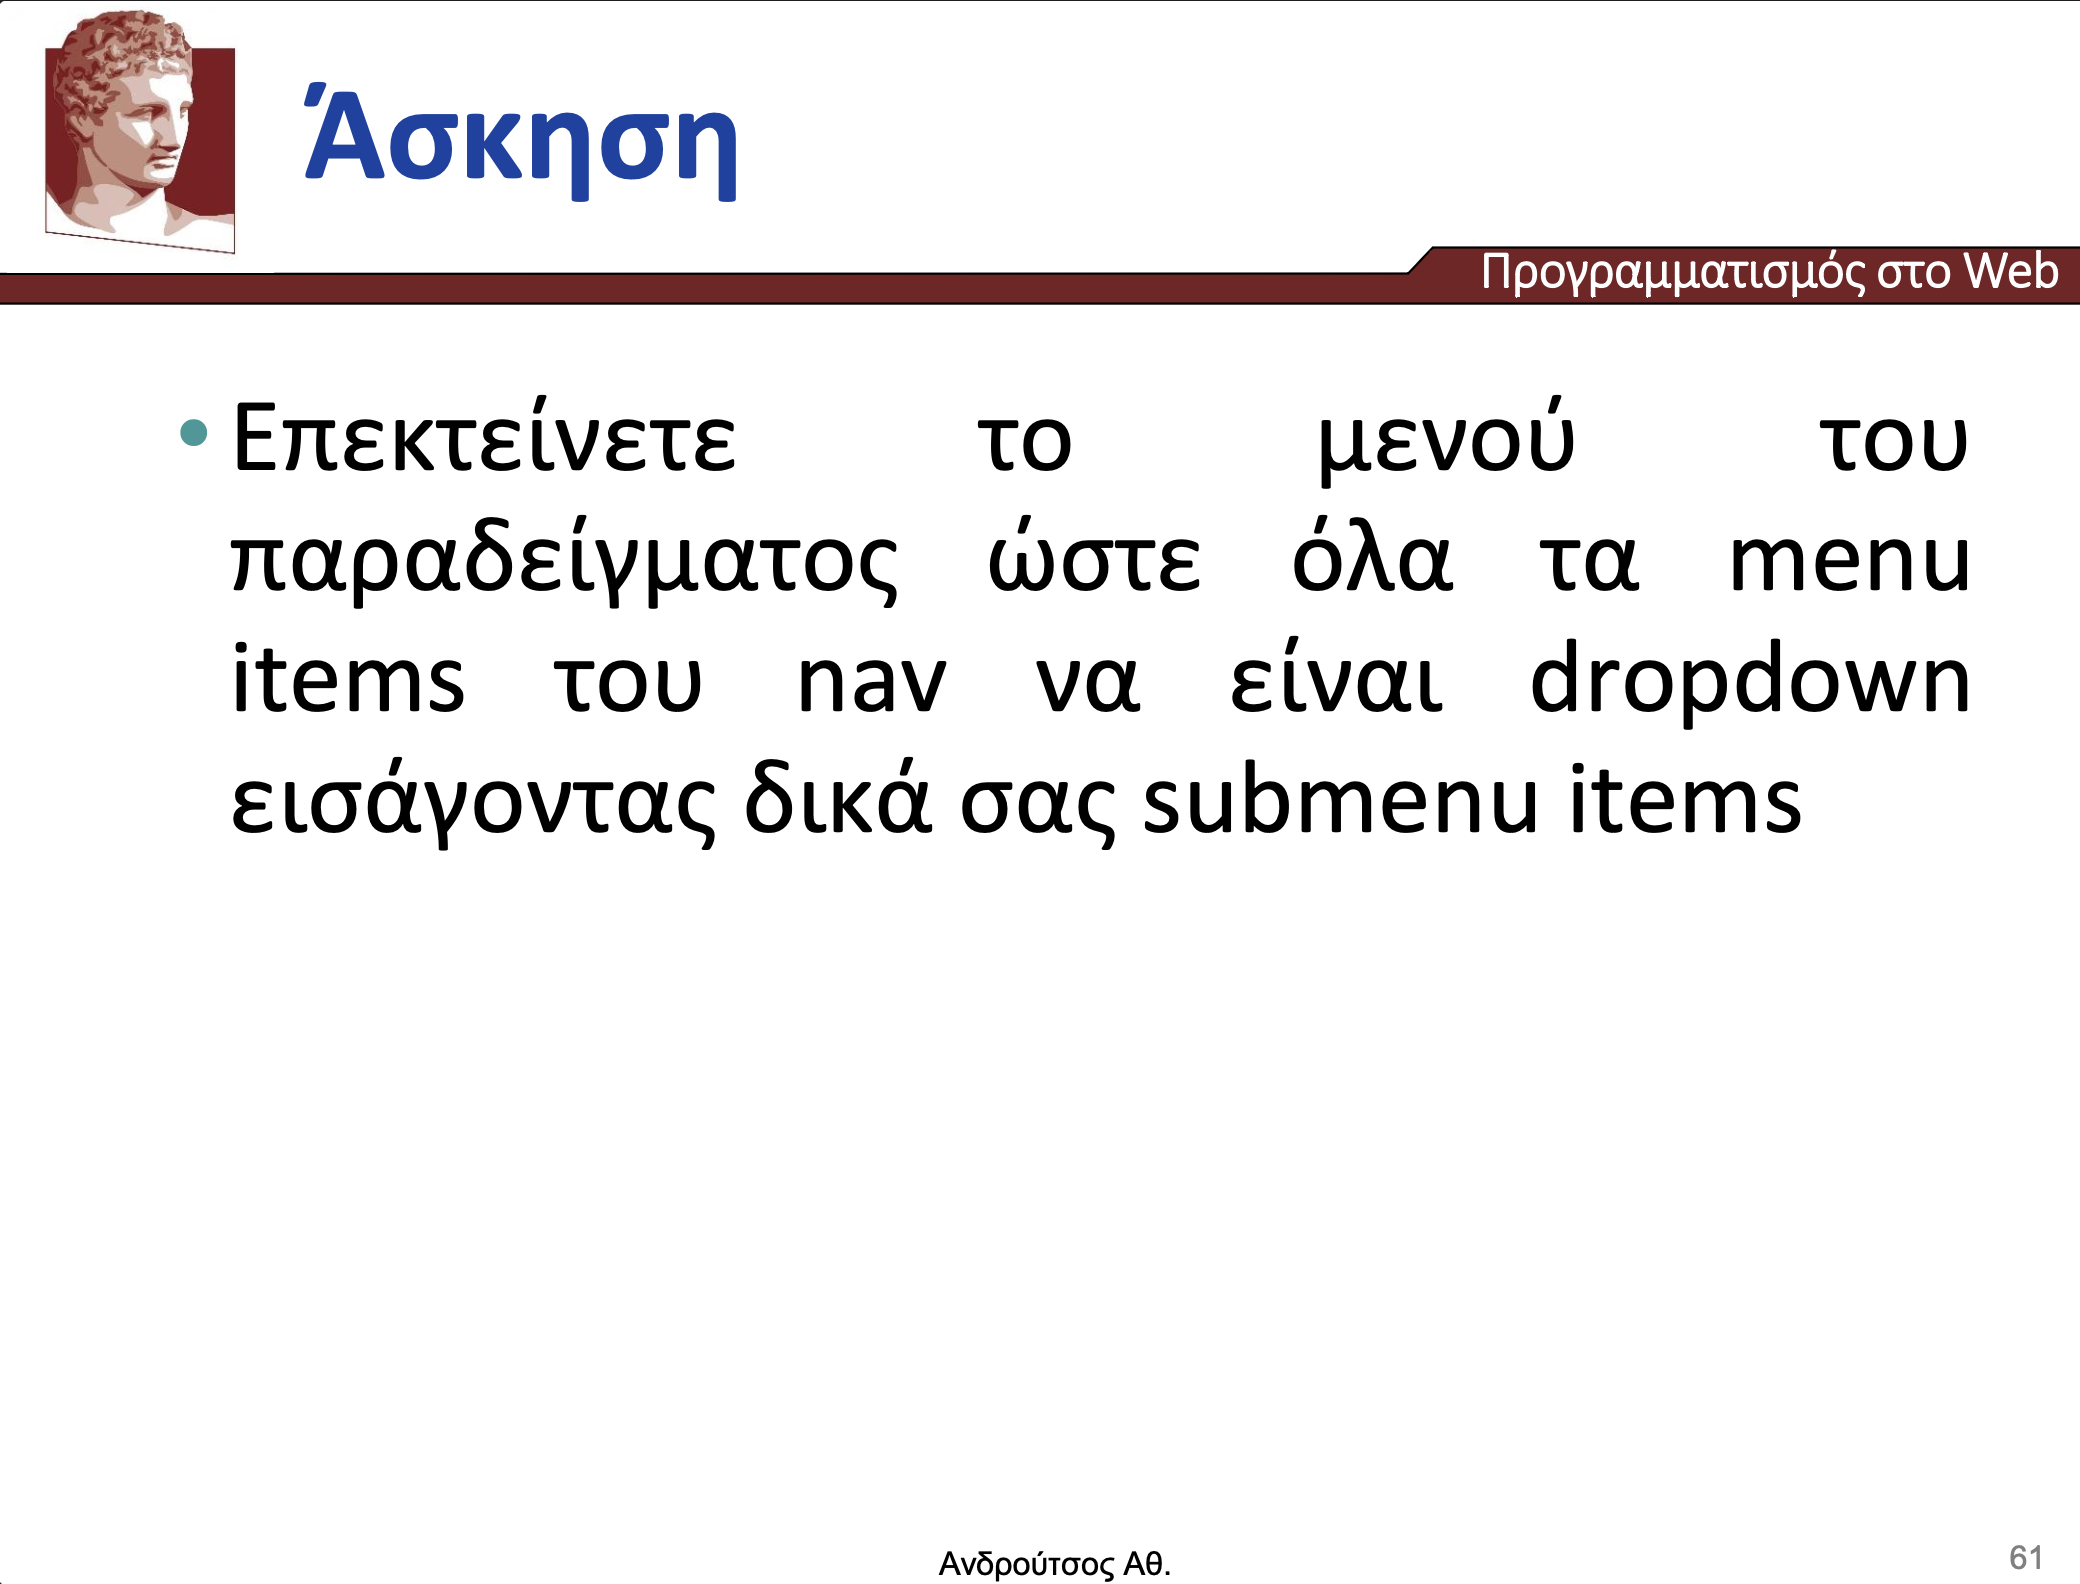 Άσκηση
Προγραμματισμός στο Web
• Επεκτείνετε το μενού του
παραδείγματος ώστε όλα τα menu
items του nav να είναι dropdown
εισάγοντας δικά σας submenu items
Ανδρούτσος Αθ.
61